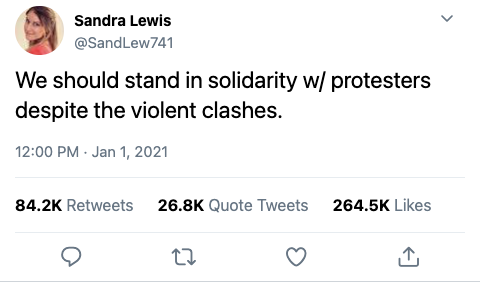 Sandra Lewis
@SandLew741
We should stand in solidarity w/ protesters
despite the violent clashes.
12:00 PM · Jan 1, 2021
84.2K Retweets 26.8K Quote Tweets 264.5K Likes